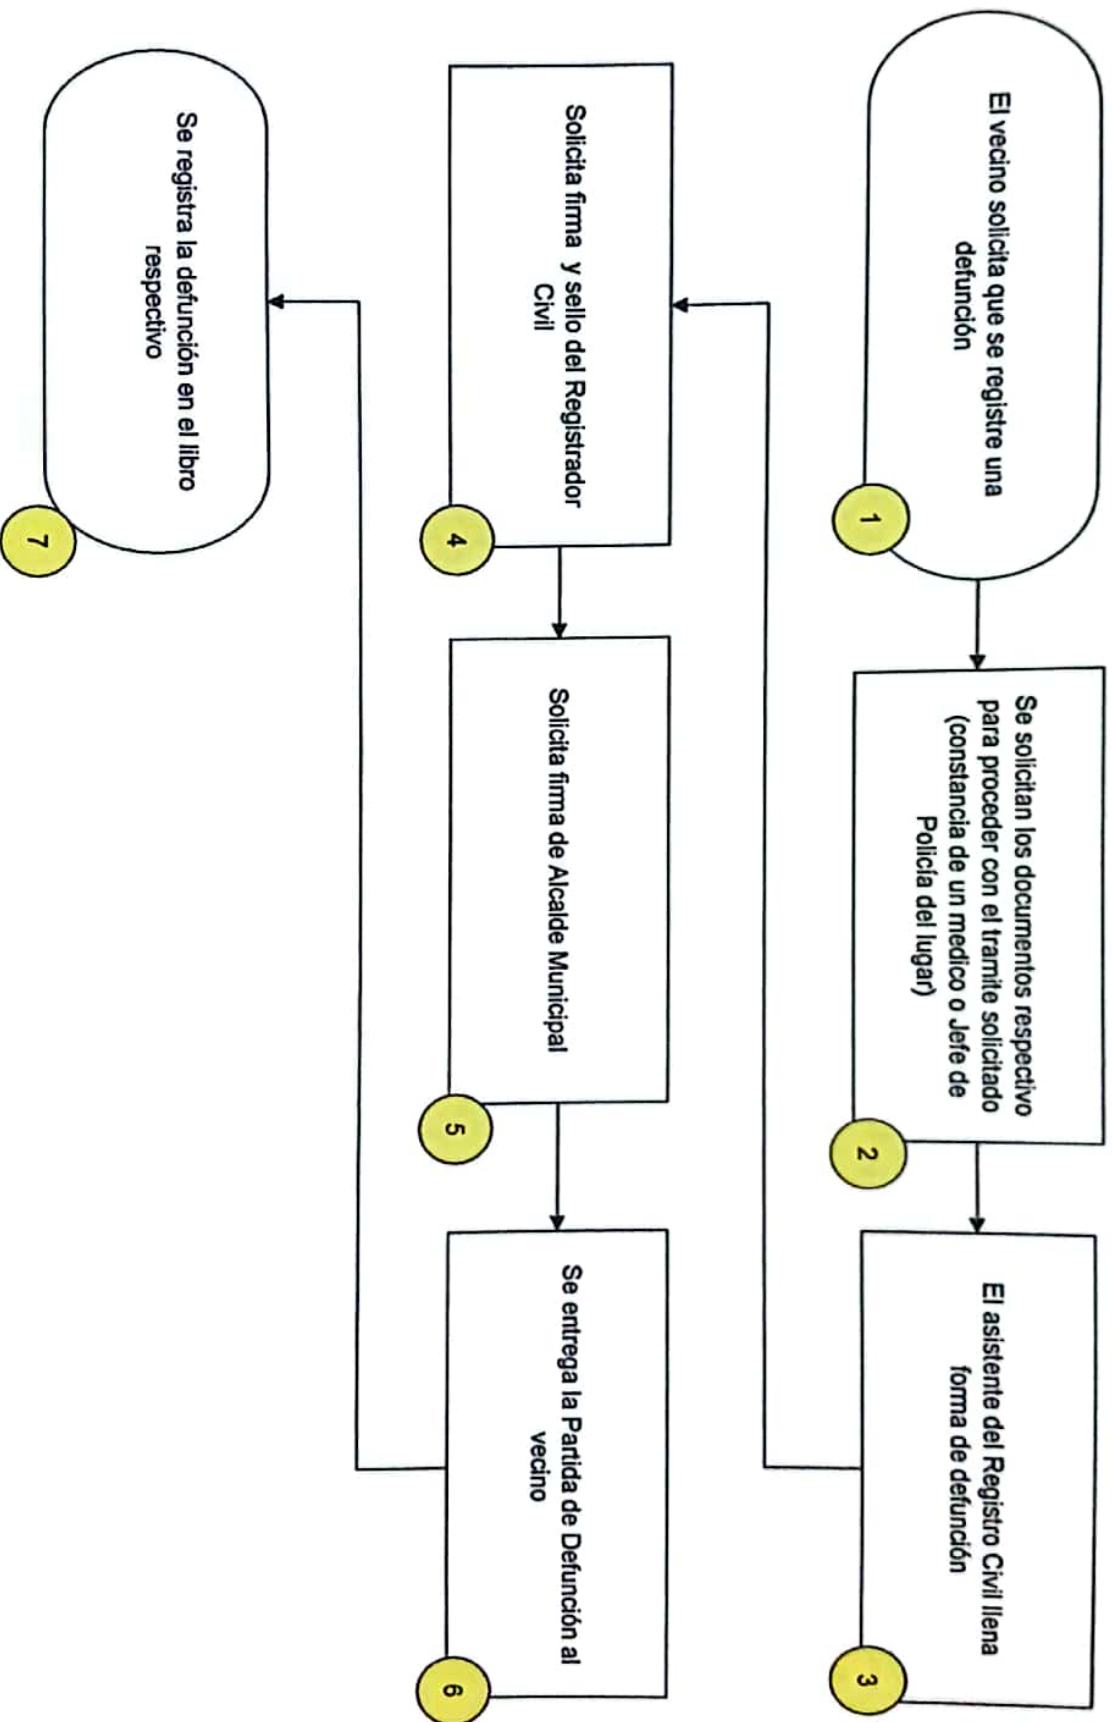 El vecino solicita que se registre una
defunción
1
Se solicitan los documentos respectivo
para proceder con el tramite solicitado
(constancia de un medico o Jefe de
Policía del lugar)
2
El asistente del Registro Civil llena
forma de defunción
3
Solicita firma y sello del Registrador
Civil
4
Solicita firma de Alcalde Municipal
5
Se entrega la Partida de Defunción al
vecino
6
Se registra la defunción en el libro
respectivo
7